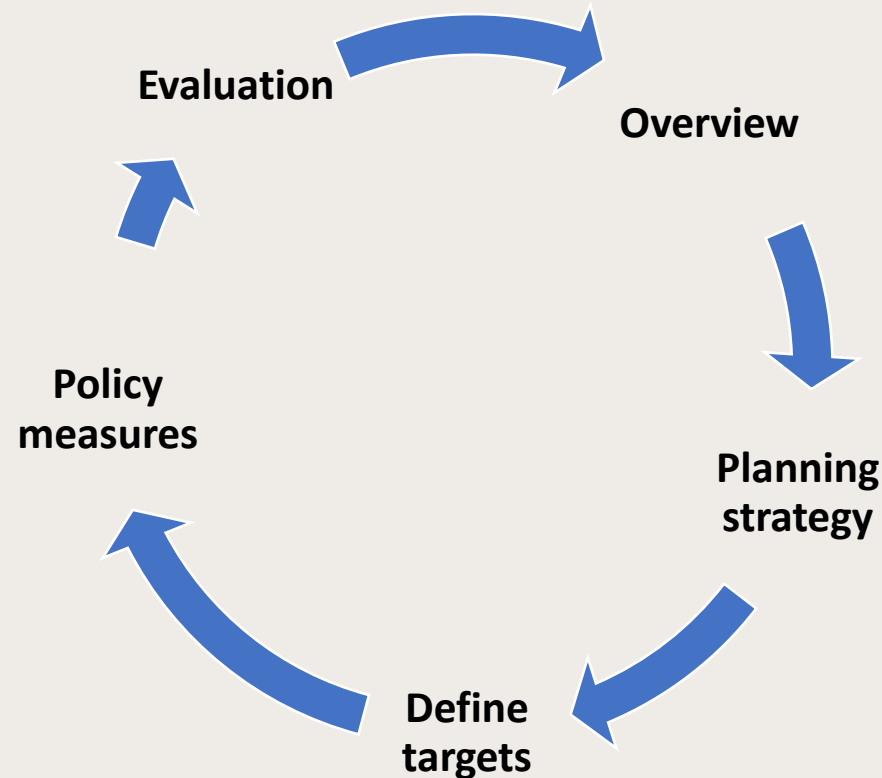 Evaluation
Overview
Policy
measures
Planning
strategy
Define
targets